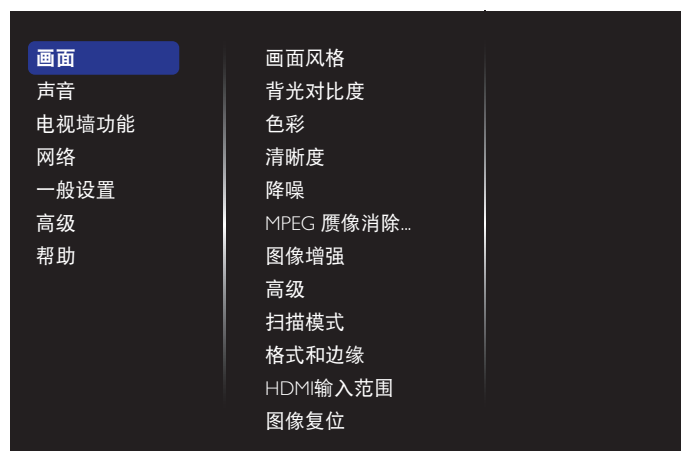 画面
声音
电视墙功能
网络
一般设置
高级
帮助
画面风格
背光对比度
色彩
清晰度
降噪
MPEG 赝像消除...
图像增强
高级
扫描模式
格式和边缘
HDMI输入范围
图像复位